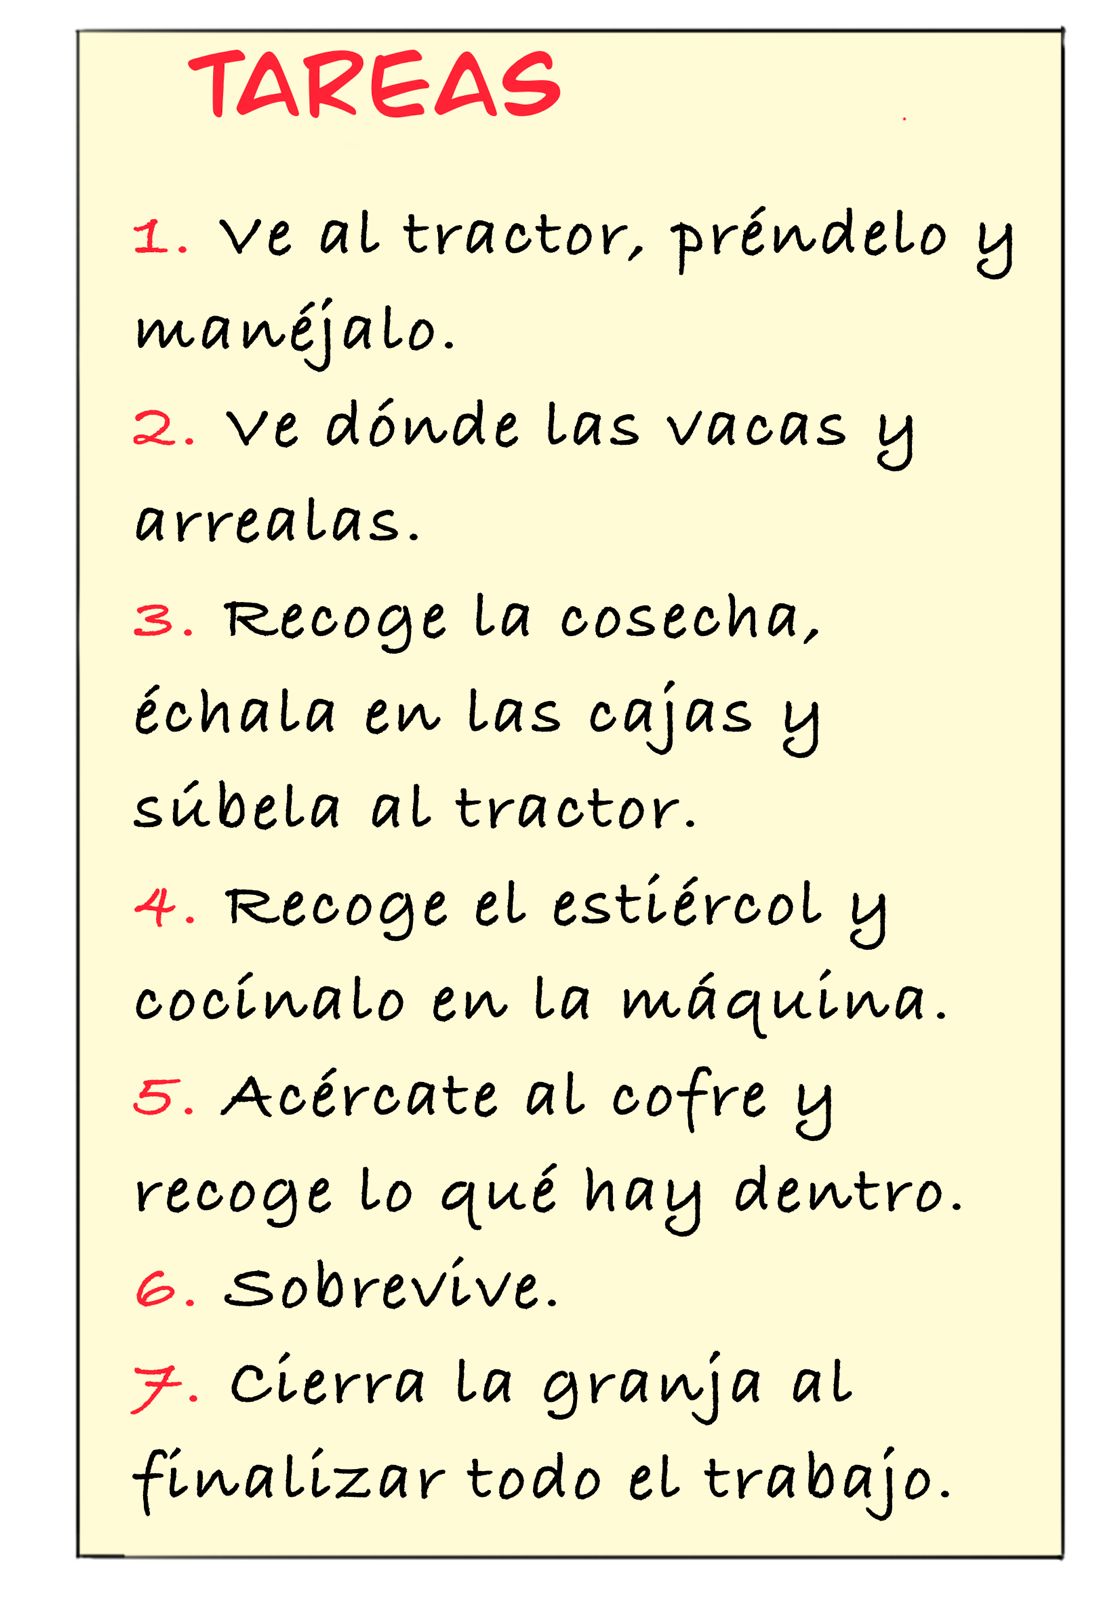 TAREAS
1. Ve al tractor, préndelo y
manéjalo.
2. Ve dónde las vacas y
arrealas.
3. Recoge la cosecha,
échala en las cajas y
súbela al tractor.
4. Recoge el estiércol y
cocínalo en la máquina.
5. Acércate al cofre y
recoge lo qué hay dentro.
6. Sobrevive.
7. Cierra la granja al
finalizar todo el trabajo.